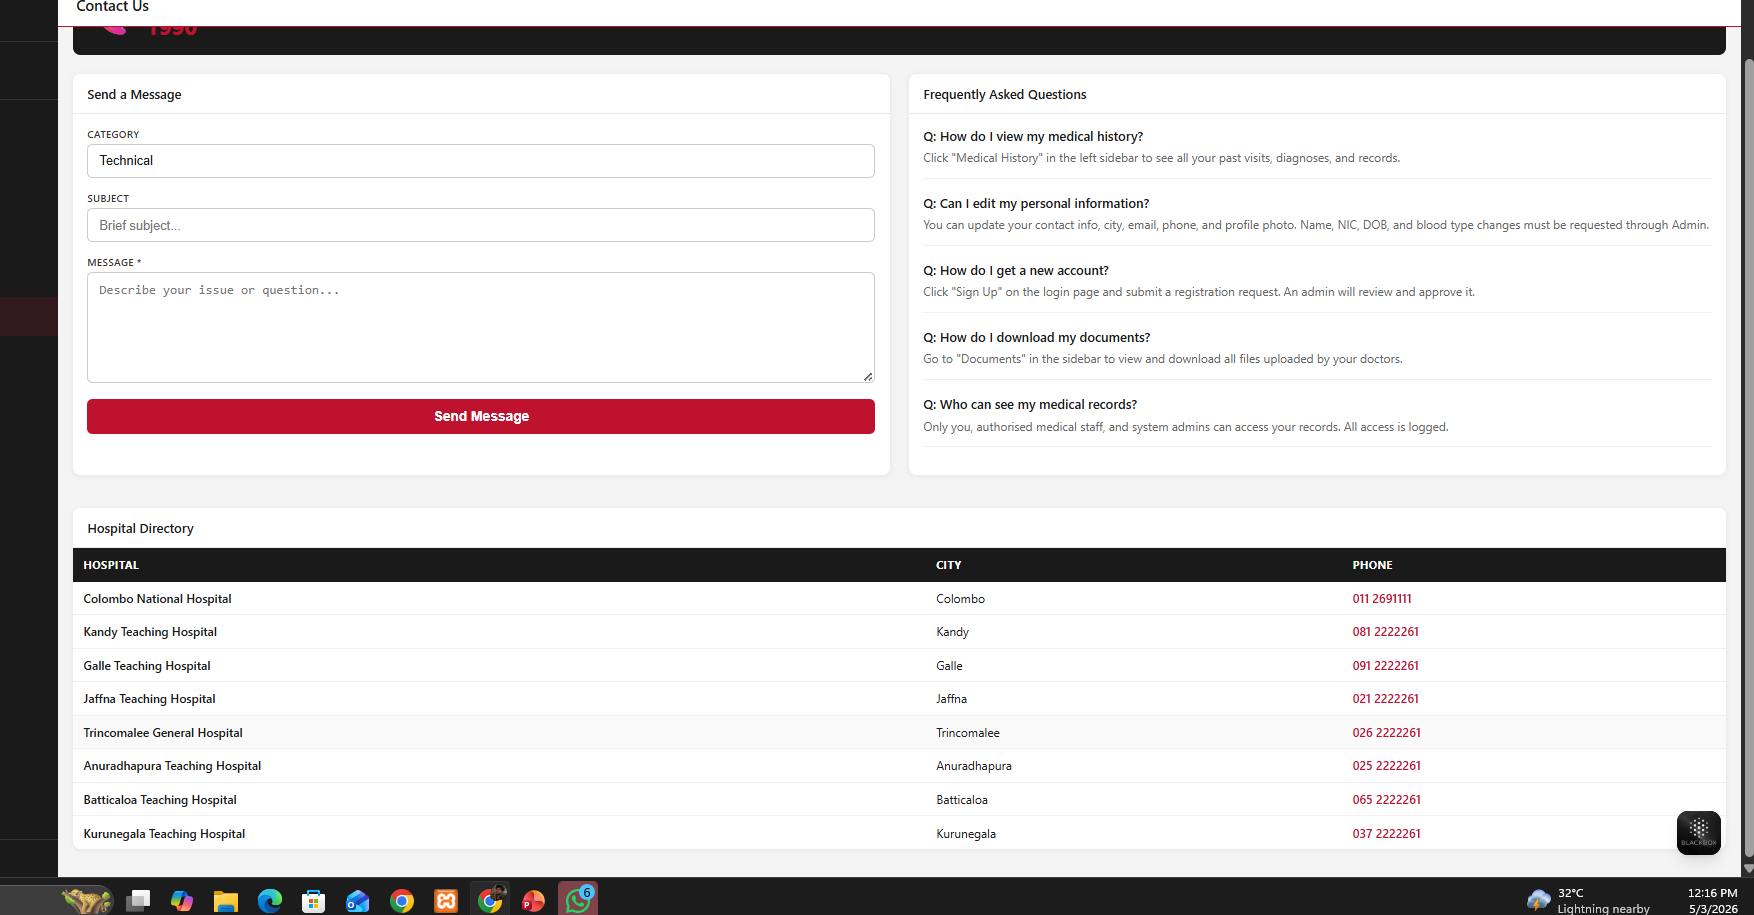 Contact Us
1990
Send a Message
CATEGORY
Technical
SUBJECT
Brief subject...
MESSAGE *
Describe your issue or question...
Send Message
Frequently Asked Questions
Q: How do I view my medical history?
Click "Medical History" in the left sidebar to see all your past visits, diagnoses, and records.
Q: Can I edit my personal information?
You can update your contact info, city, email, phone, and profile photo. Name, NIC, DOB, and blood type changes must be requested through Admin.
Q: How do I get a new account?
Click "Sign Up" on the login page and submit a registration request. An admin will review and approve it.
Q: How do I download my documents?
Go to "Documents" in the sidebar to view and download all files uploaded by your doctors.
Q: Who can see my medical records?
Only you, authorised medical staff, and system admins can access your records. All access is logged.
Hospital Directory
HOSPITAL CITY PHONE
Colombo National Hospital Colombo 011 2691111
Kandy Teaching Hospital Kandy 081 2222261
Galle Teaching Hospital Galle 091 2222261
Jaffna Teaching Hospital Jaffna 021 2222261
Trincomalee General Hospital Trincomalee 026 2222261
Anuradhapura Teaching Hospital Anuradhapura 025 2222261
Batticaloa Teaching Hospital Batticaloa 065 2222261
Kurunegala Teaching Hospital Kurunegala 037 2222261
BLACKBOX
6
32°C
Lightning nearby
12:16 PM
5/3/2026